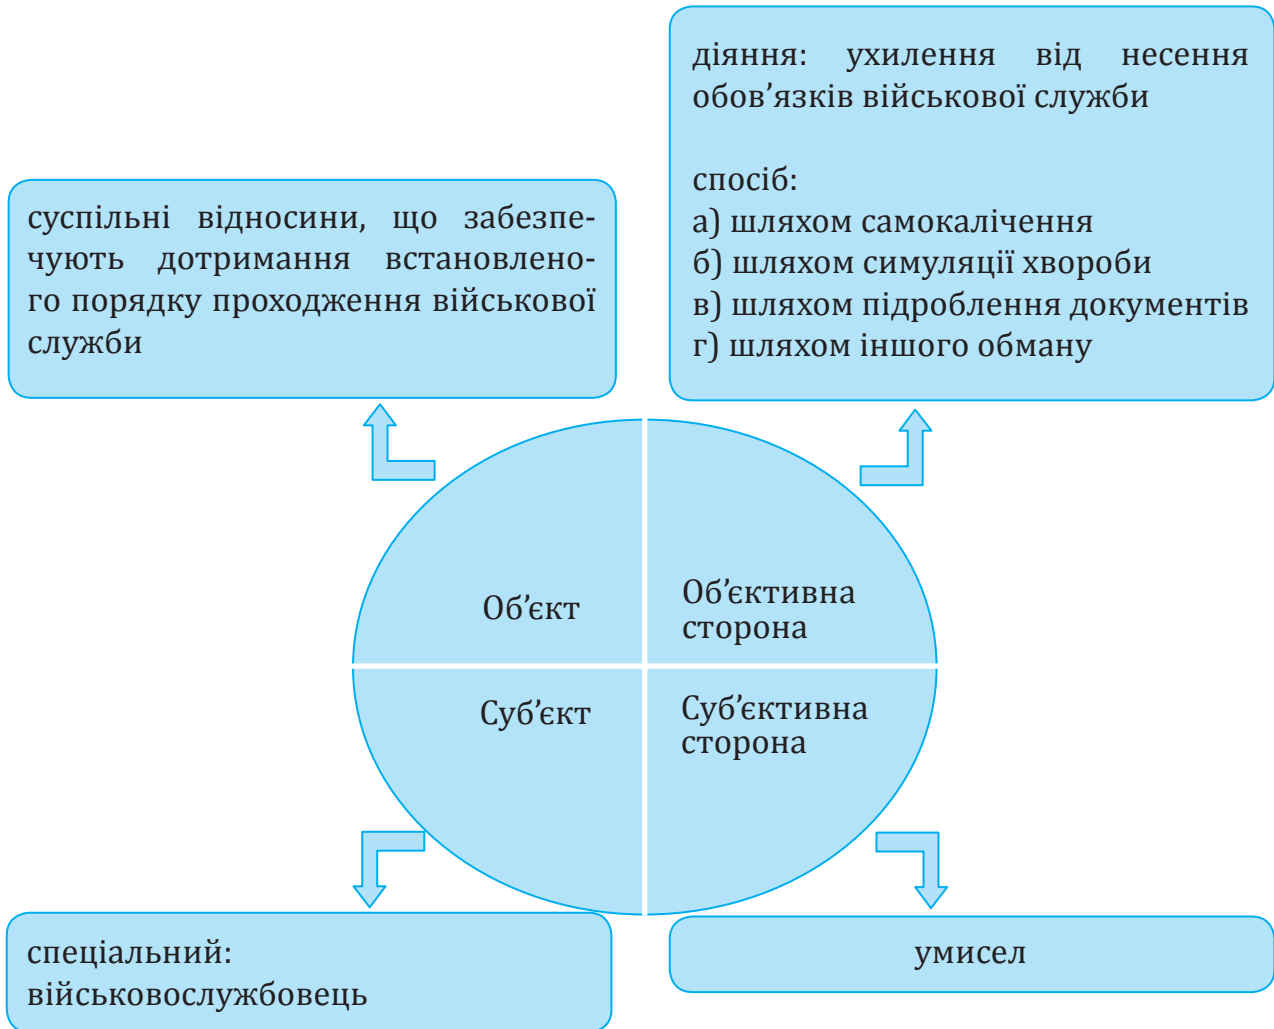 суспільні відносини, що забезпе-
чують дотримання встановлено-
го порядку проходження військової
служби
діяння: ухилення від несення
обов’язків військової служби
спосіб:
а) шляхом самокалічення
б) шляхом симуляції хвороби
в) шляхом підроблення документів
г) шляхом іншого обману
Об’єкт
Об’єктивна
сторона
Суб’єкт
Суб’єктивна
сторона
спеціальний:
військовослужбовець
умисел